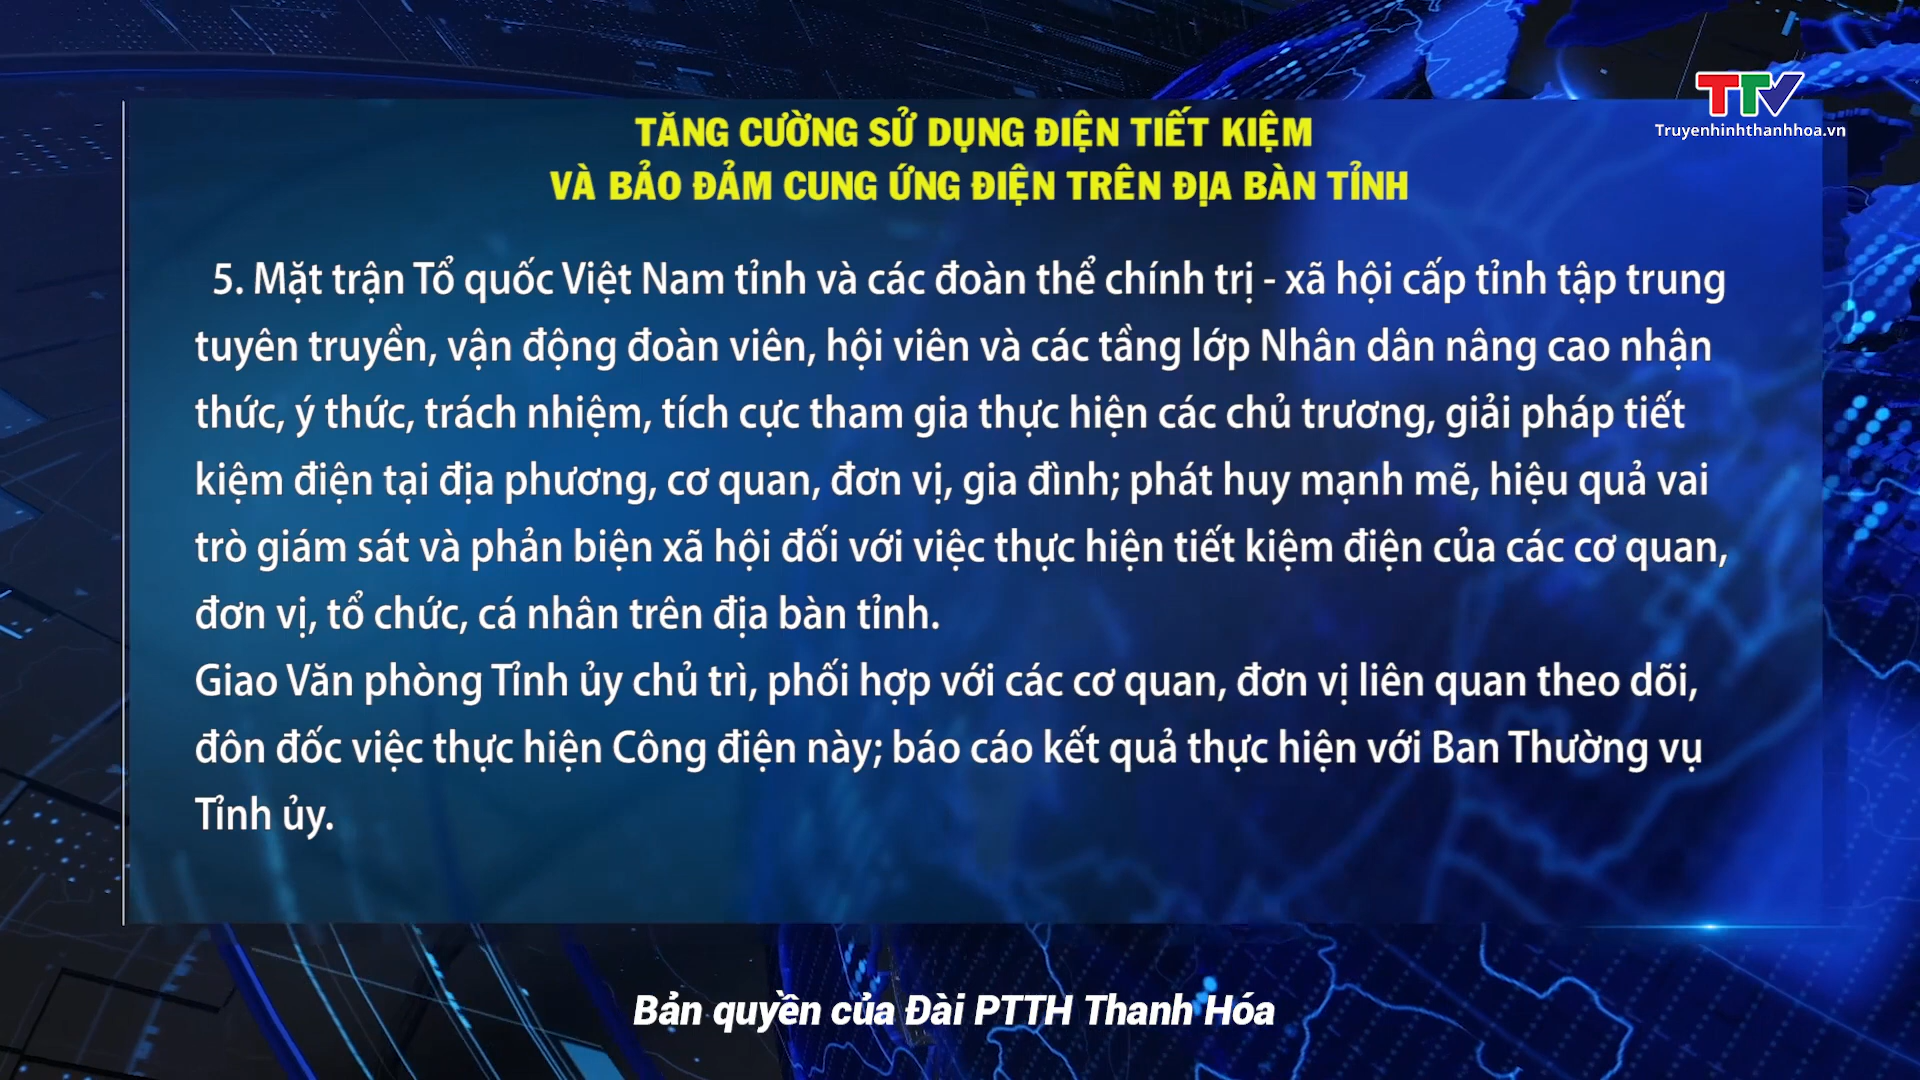 TTV
Truyenhinhthanhhoa.vn
TĂNG CƯỜNG SỬ DỤNG ĐIỆN TIẾT KIỆM
VÀ BẢO ĐẢM CUNG ỨNG ĐIỆN TRÊN ĐỊA BÀN TỈNH
5. Mặt trận Tổ quốc Việt Nam tỉnh và các đoàn thể chính trị - xã hội cấp tỉnh tập trung
tuyên truyền, vận động đoàn viên, hội viên và các tầng lớp Nhân dân nâng cao nhận
thức, ý thức, trách nhiệm, tích cực tham gia thực hiện các chủ trương, giải pháp tiết
kiệm điện tại địa phương, cơ quan, đơn vị, gia đình; phát huy mạnh mẽ, hiệu quả vai
trò giám sát và phản biện xã hội đối với việc thực hiện tiết kiệm điện của các cơ quan,
đơn vị, tổ chức, cá nhân trên địa bàn tỉnh.
Giao Văn phòng Tỉnh ủy chủ trì, phối hợp với các cơ quan, đơn vị liên quan theo dõi,
đôn đốc việc thực hiện Công điện này; báo cáo kết quả thực hiện với Ban Thường vụ
Tỉnh ủy.
Bản quyền của Đài PTTH Thanh Hóa